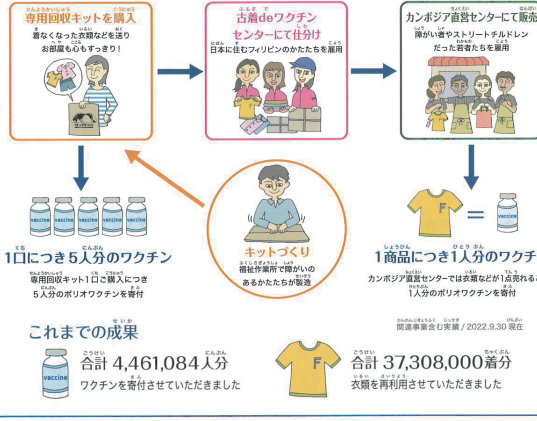 専用回収キットを購入
着なくなった衣類などを送り
お部屋も心もすっきり！
古着deワクチン
センターにて仕分け
日本に住むフィリピンのかたたちを雇用
カンボジア直営センターにて販売
障がい者やストリートチルドレン
だった若者たちを雇用
vaccine vaccine vaccine vaccine vaccine
1口につき5人分のワクチン
専用回収キット1口ご購入につき
5人分のポリオワクチンを寄付
キットづくり
福祉作業所で障がいの
あるかたたちが製造
F = vaccine
1商品につき1人分のワクチ
カンボジア直営センターでは衣類などが1点売れる
1人分のポリオワクチンを寄付
これまでの成果
関連事業含む実績 / 2022.9.30 現在
vaccine
合計 4,461,084人分
ワクチンを寄付させていただきました
F
合計 37,308,000着分
衣類を再利用させていただきました